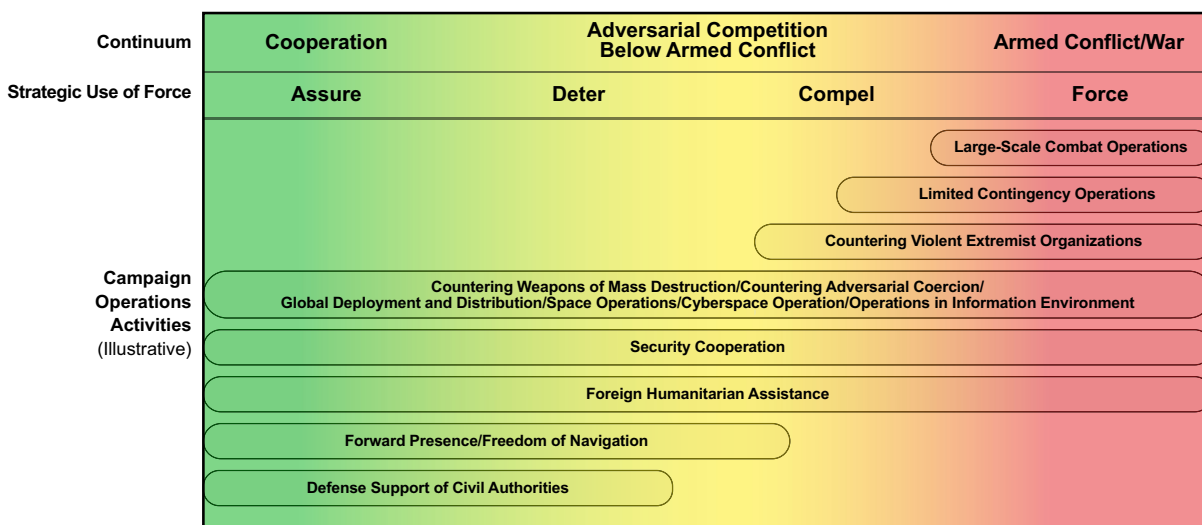 Continuum
Cooperation
Adversarial Competition
Below Armed Conflict
Armed Conflict/War
Strategic Use of Force
Assure
Deter
Compel
Force
Large-Scale Combat Operations
Limited Contingency Operations
Countering Violent Extremist Organizations
Campaign
Operations
Activities
(Illustrative)
Countering Weapons of Mass Destruction/Countering Adversarial Coercion/
Global Deployment and Distribution/Space Operations/Cyberspace Operation/Operations in Information Environment
Security Cooperation
Foreign Humanitarian Assistance
Forward Presence/Freedom of Navigation
Defense Support of Civil Authorities